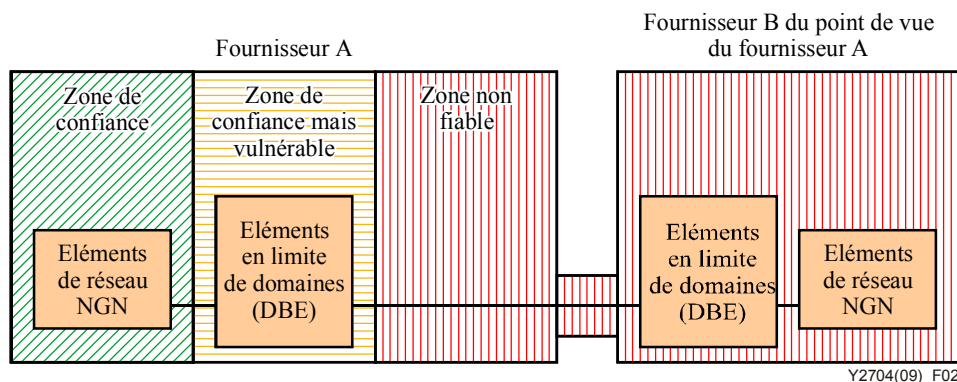 Fournisseur A
Fournisseur B du point de vue
du fournisseur A
Zone de
confiance
Zone de
confiance mais
vulnérable
Zone non
fiable
Eléments
de réseau
NGN
Eléments
en limite
de domaines
(DBE)
Eléments
en limite
de domaines
(DBE)
Eléments
de réseau
NGN
Y2704(09)_F02